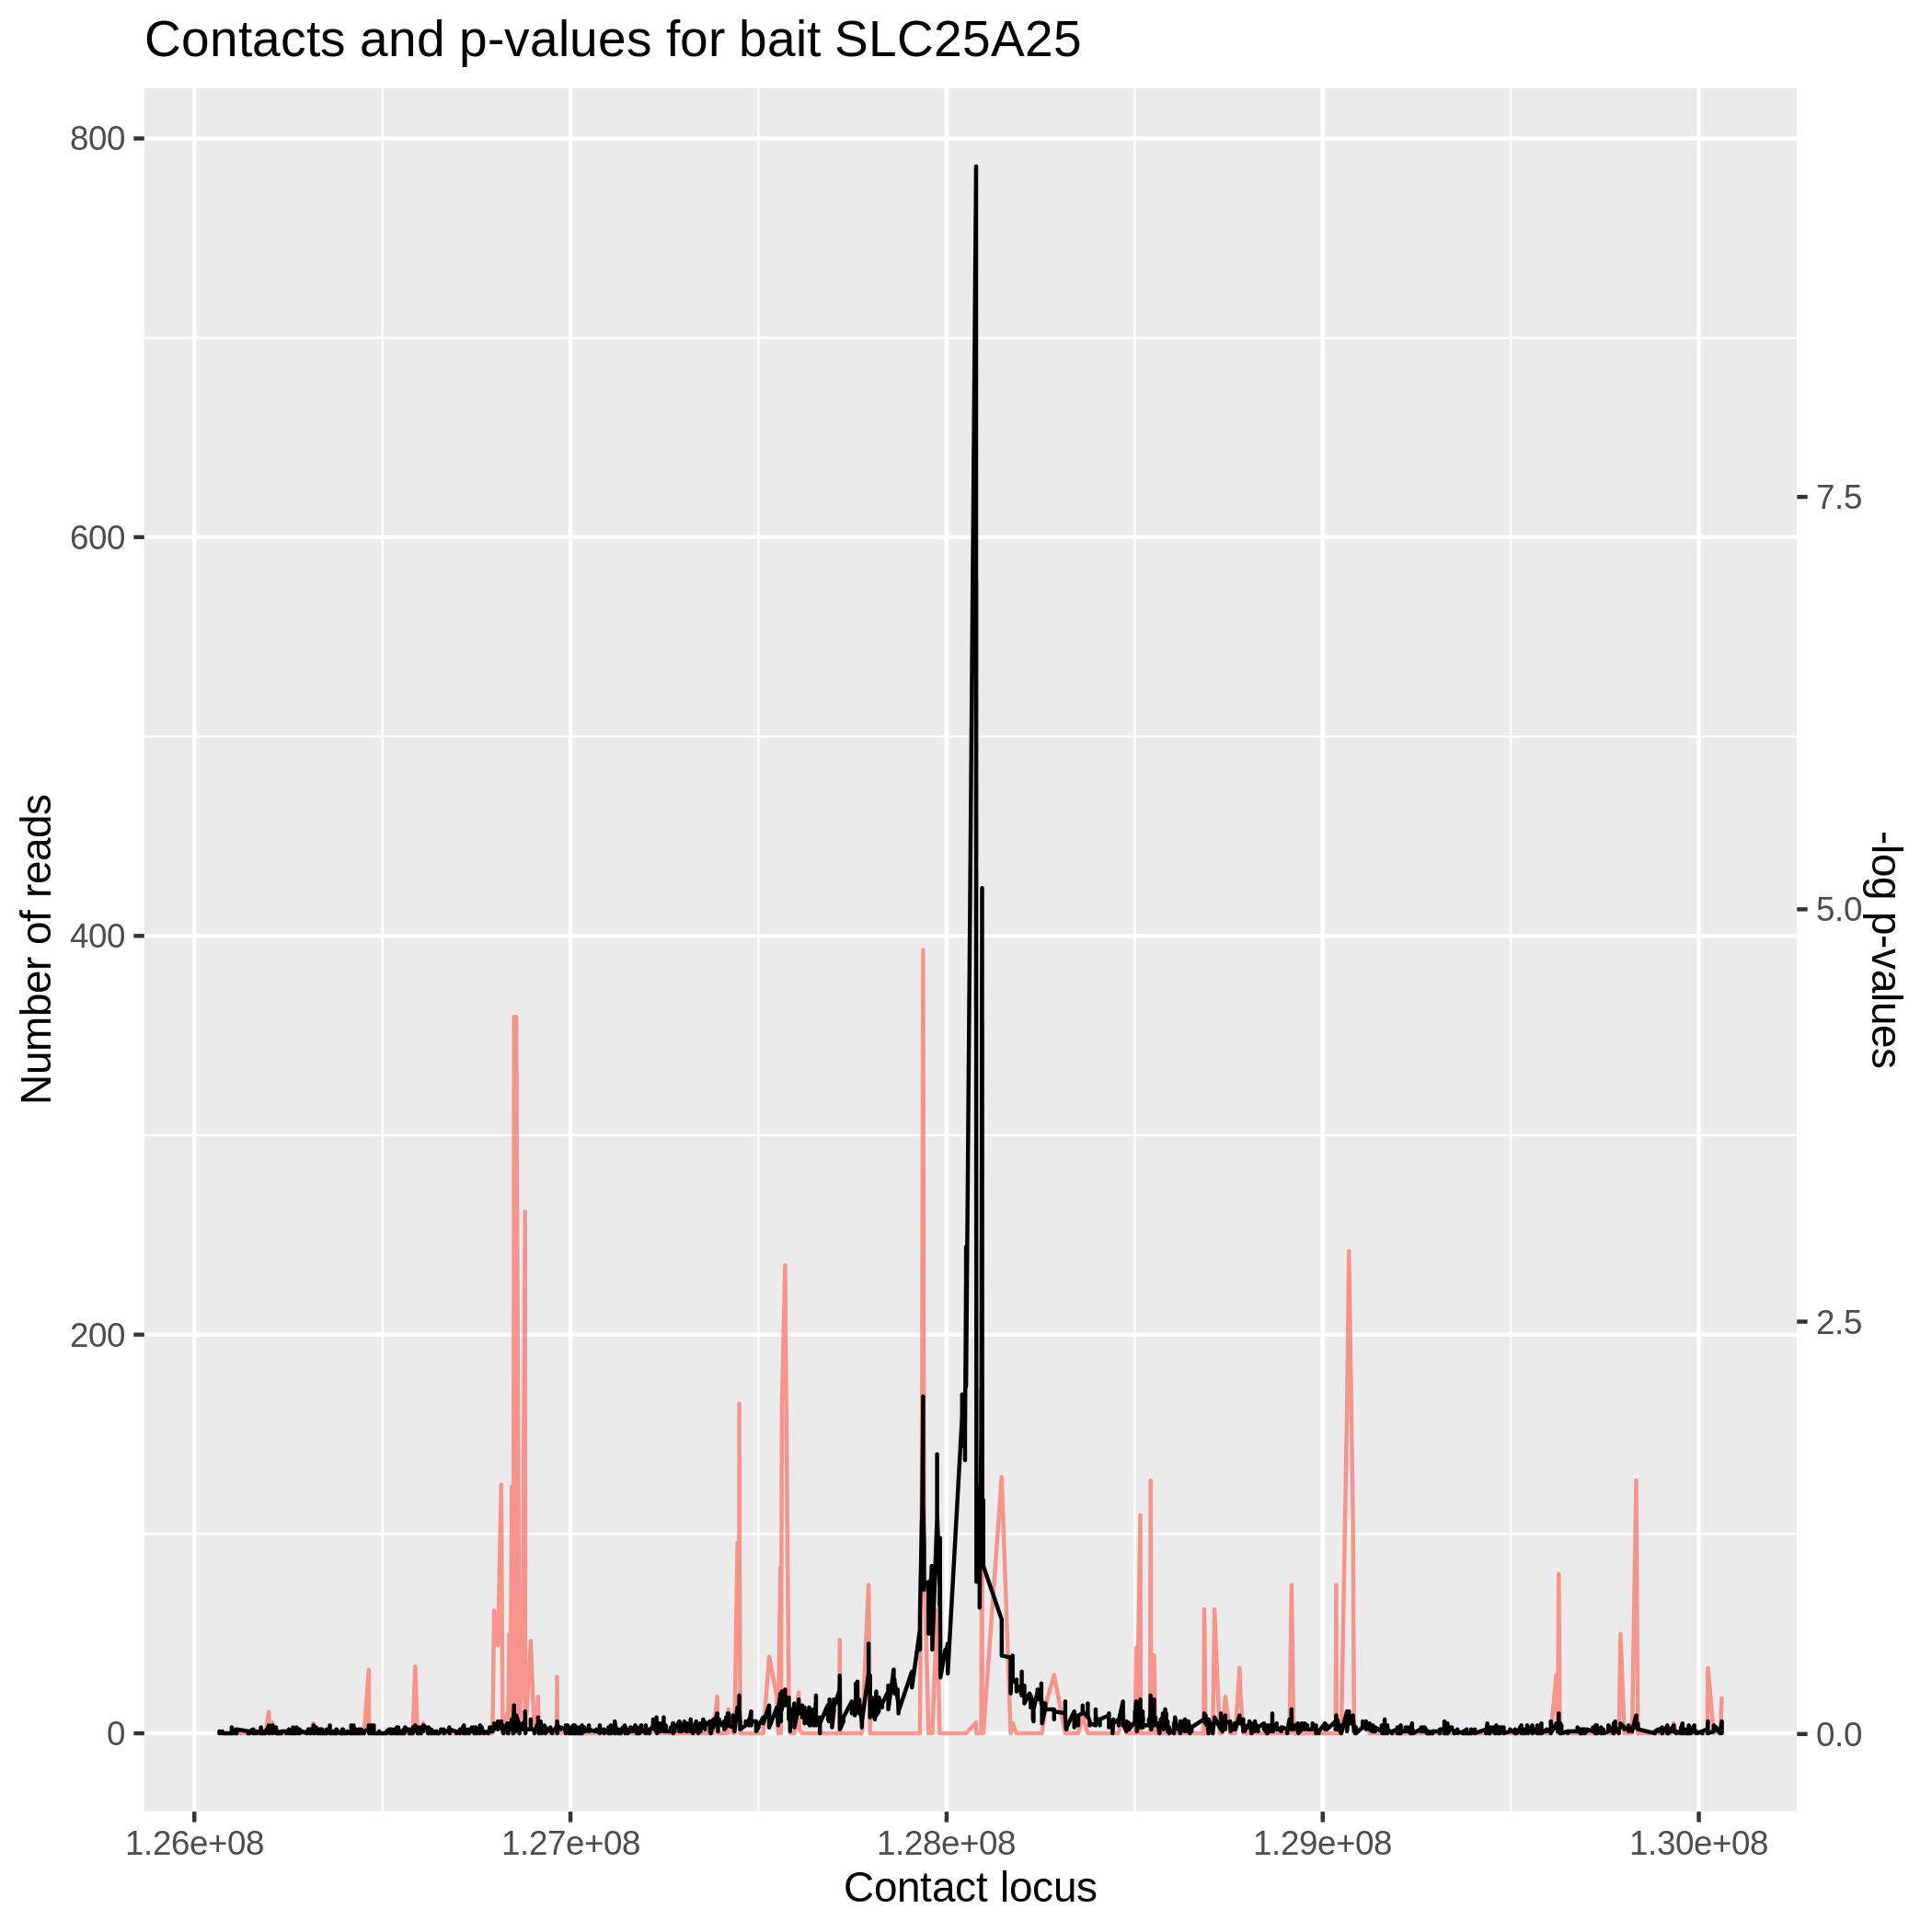 Contacts and p-values for bait SLC25A25
800
600
400
200
0
Number of reads
7.5
5.0
2.5
0.0
-log p-values
1.26e+08
1.27e+08
1.28e+08
1.29e+08
1.30e+08
Contact locus